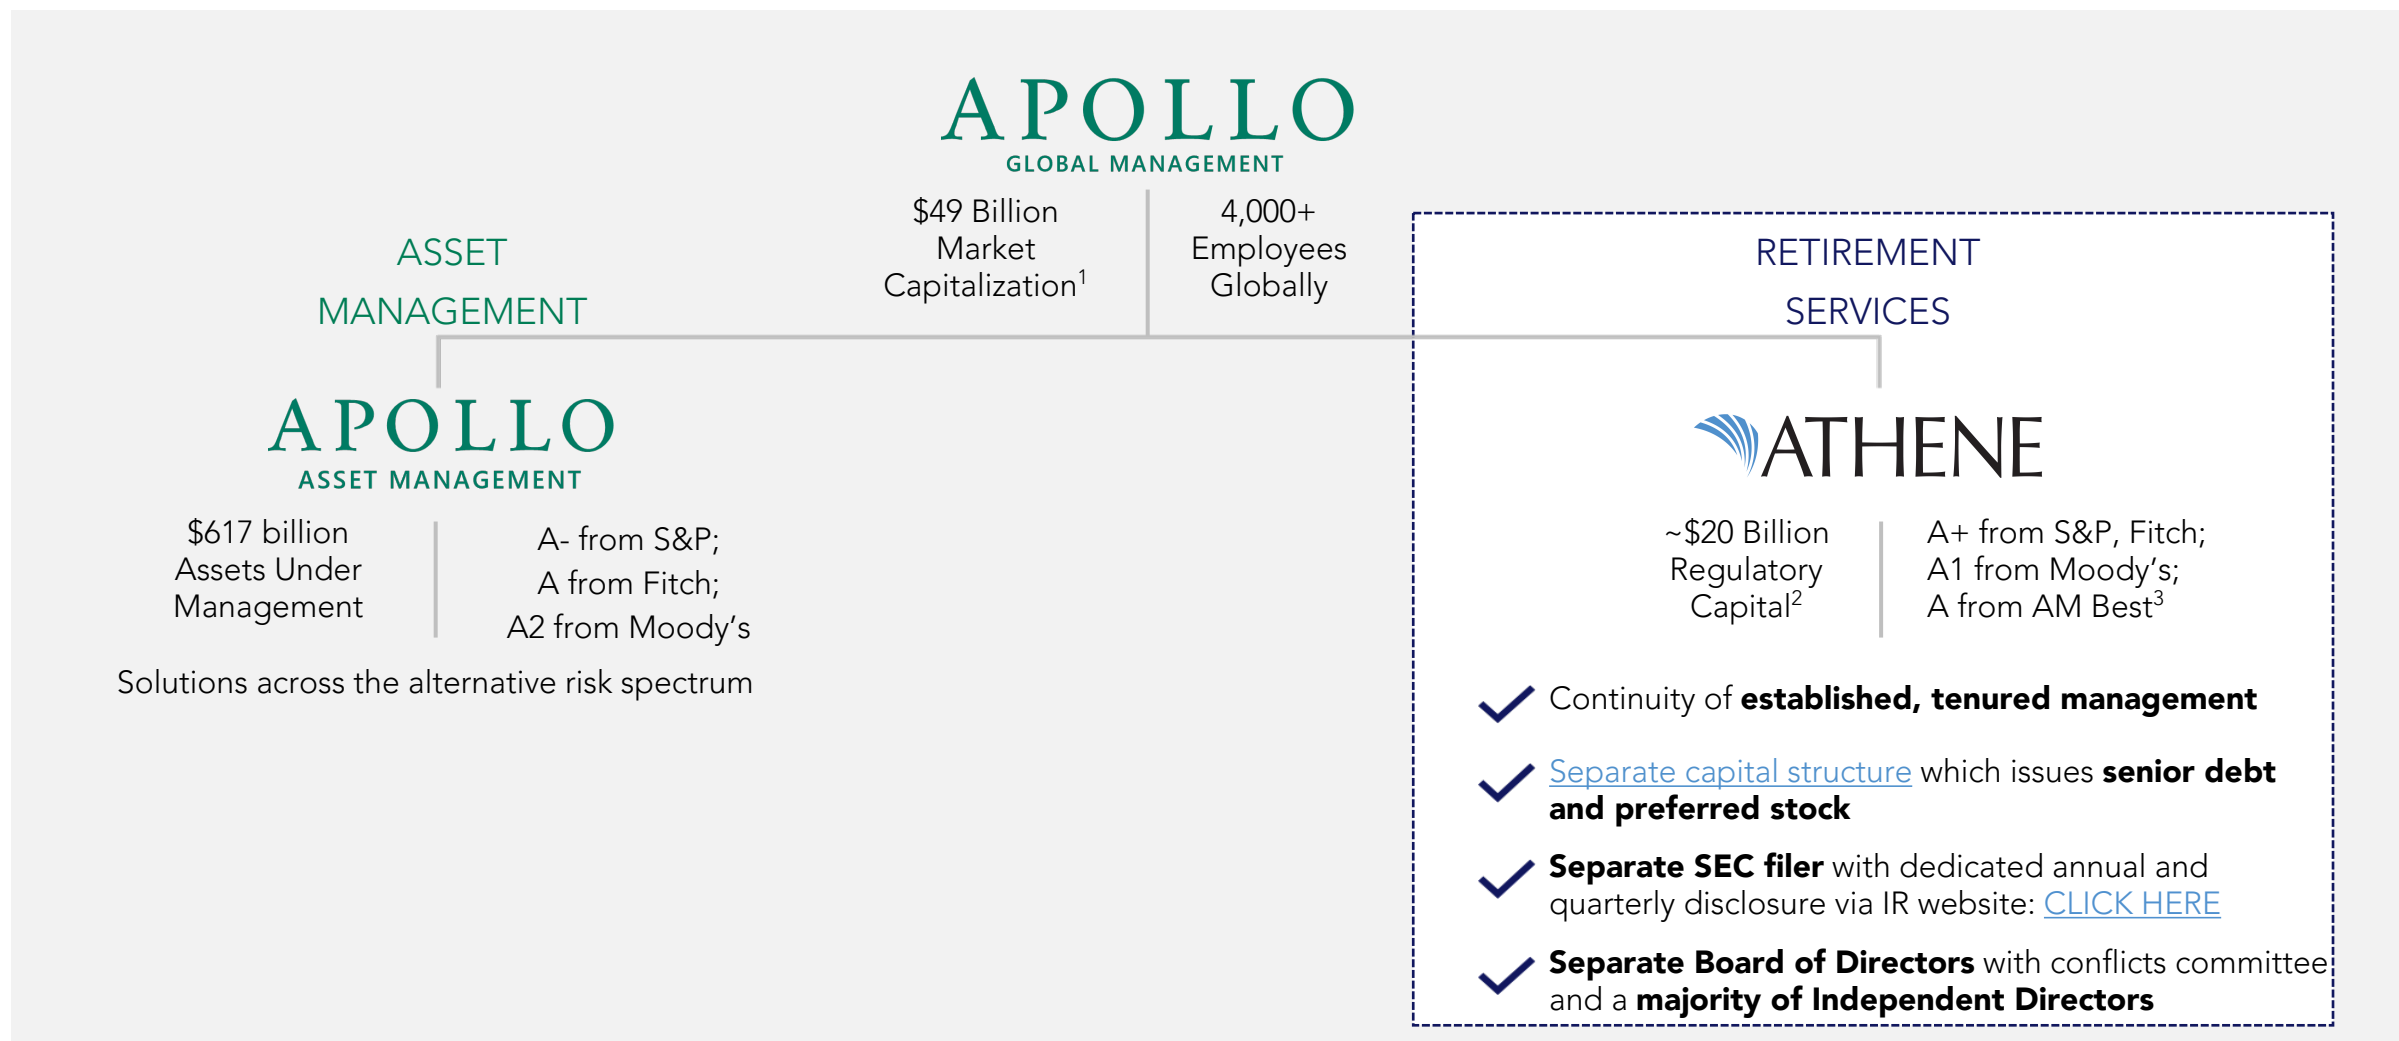 APOLLO
GLOBAL MANAGEMENT
$49 Billion
Market
Capitalization1
4,000+
Employees
Globally
ASSET
MANAGEMENT
APOLLO
ASSET MANAGEMENT
$617 billion
Assets Under
Management
A- from S&P;
A from Fitch;
A2 from Moody’s
Solutions across the alternative risk spectrum
RETIREMENT
SERVICES
ATHENE
~$20 Billion
Regulatory
Capital2
A+ from S&P, Fitch;
A1 from Moody’s;
A from AM Best3
Continuity of established, tenured management
Separate capital structure which issues senior debt
and preferred stock
Separate SEC filer with dedicated annual and
quarterly disclosure via IR website: CLICK HERE
Separate Board of Directors with conflicts committee
and a majority of Independent Directors